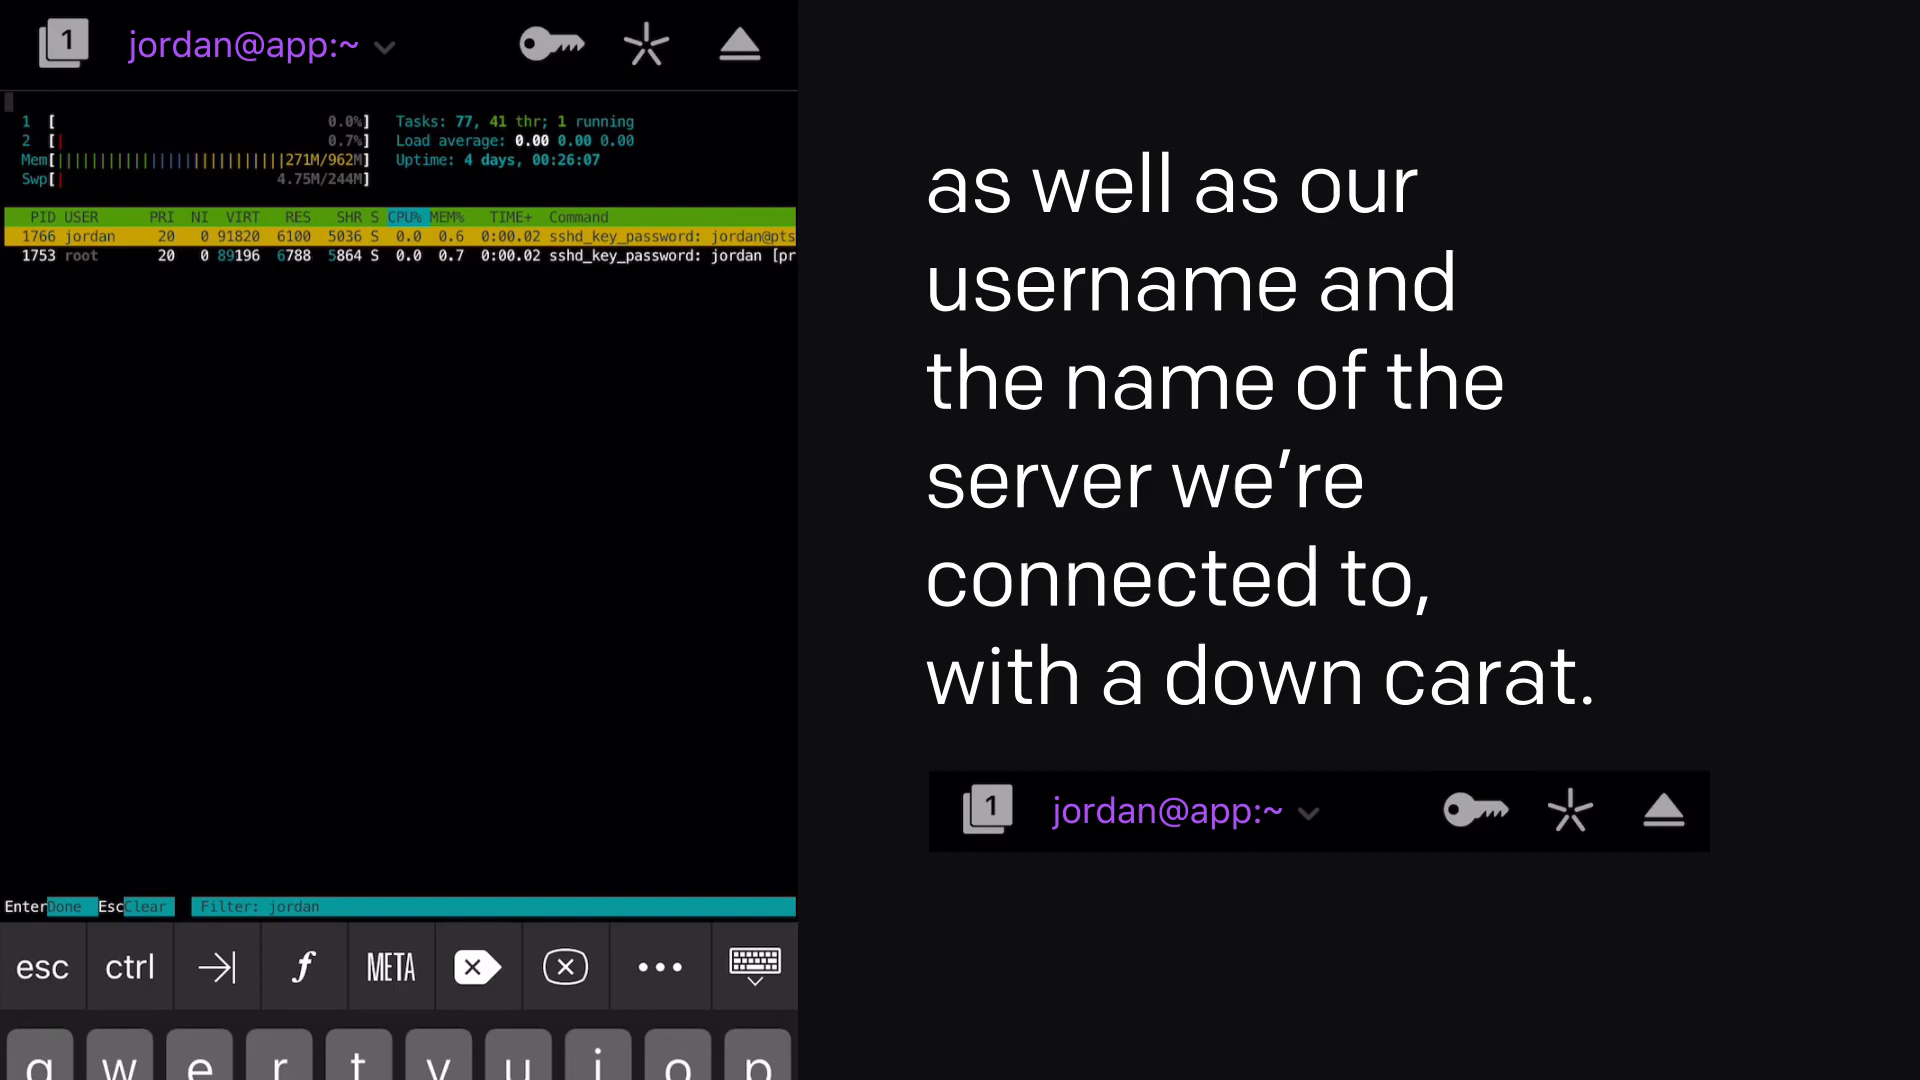 1 jordan@app:~
1 [ 0.0%] Tasks: 77, 41 thr; 1 running
2 [| 0.7%] Load average: 0.00 0.00 0.00
Mem[|||||||||||||||||||||||||||271M/962M] Uptime: 4 days, 00:26:07
Swp[| 4.75M/244M]
PID USER PRI NI VIRT RES SHR S CPU% MEM% TIME+ Command
1766 jordan 20 0 91820 6100 5036 S 0.0 0.6 0:00.02 sshd_key_password: jordan@pts
1753 root 20 0 89196 6788 5864 S 0.0 0.7 0:00.02 sshd_key_password: jordan [pr
EnterDone EscClear Filter: jordan
esc ctrl f META
q w e r t y u i o p
as well as our
username and
the name of the
server we’re
connected to,
with a down carat.
1 jordan@app:~